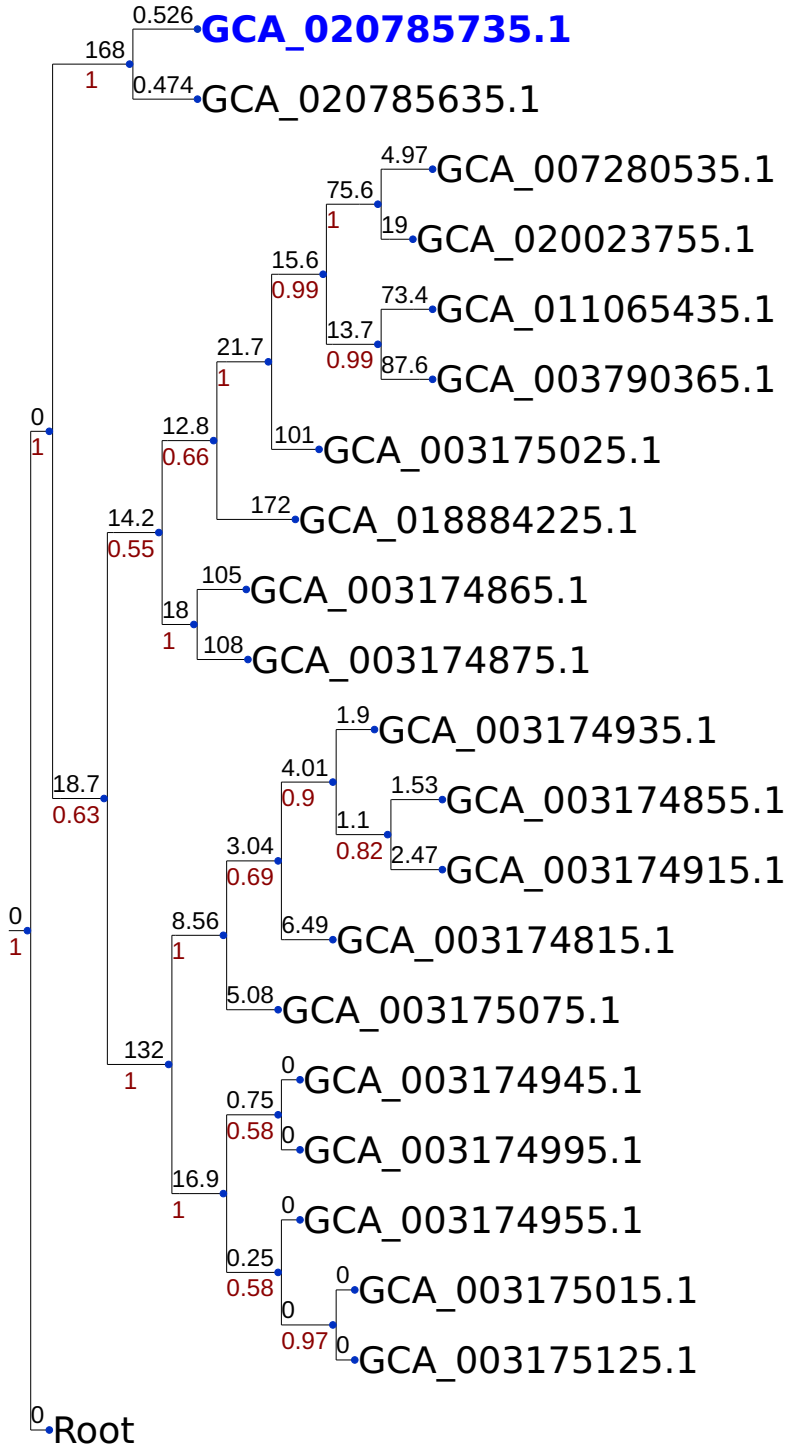 0.526
GCA_020785735.1
168
1
0.474
GCA_020785635.1
4.97
GCA_007280535.1
75.6
1
19
GCA_020023755.1
15.6
0.99
73.4
GCA_011065435.1
13.7
0.99
87.6
GCA_003790365.1
21.7
1
101
GCA_003175025.1
0
1
12.8
0.66
172
GCA_018884225.1
14.2
0.55
105
GCA_003174865.1
18
1
108
GCA_003174875.1
1.9
GCA_003174935.1
4.01
0.9
1.53
GCA_003174855.1
18.7
0.63
1.1
0.82
2.47
GCA_003174915.1
3.04
0.69
6.49
GCA_003174815.1
0
1
8.56
1
5.08
GCA_003175075.1
132
1
0
GCA_003174945.1
0.75
0.58
0
GCA_003174995.1
16.9
1
0
GCA_003174955.1
0.25
0.58
0
GCA_003175015.1
0
0.97
0
GCA_003175125.1
0
Root